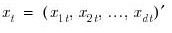 x_t = (x_{1t}, x_{2t}, ..., x_{dt})′